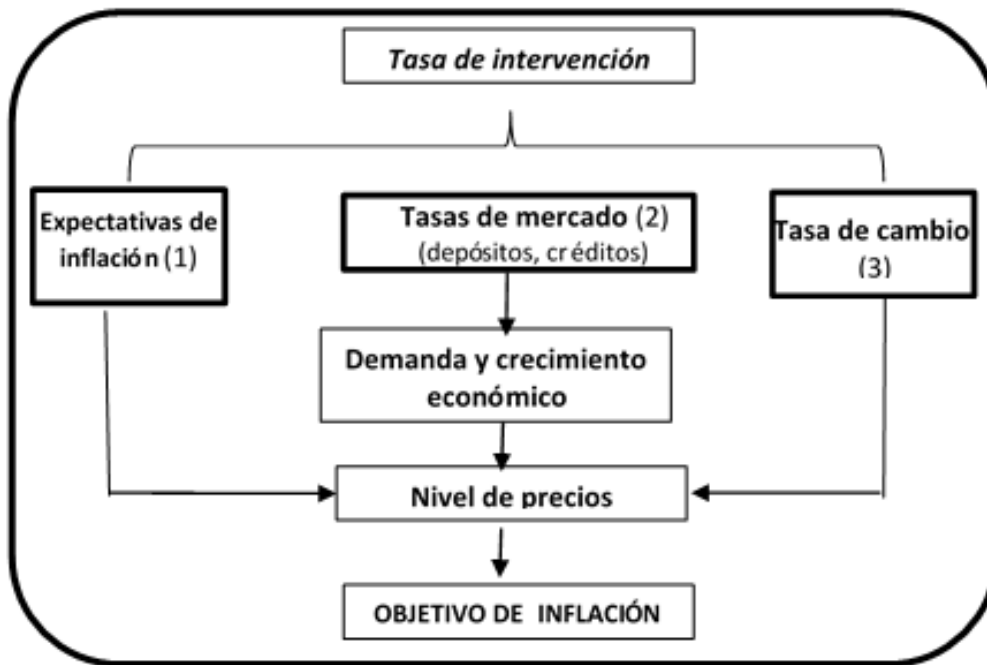 Tasa de intervención
Expectativas de
inflación (1)
Tasas de mercado (2)
(depósitos, créditos)
Tasa de cambio
(3)
Demanda y crecimiento
económico
Nivel de precios
OBJETIVO DE INFLACIÓN